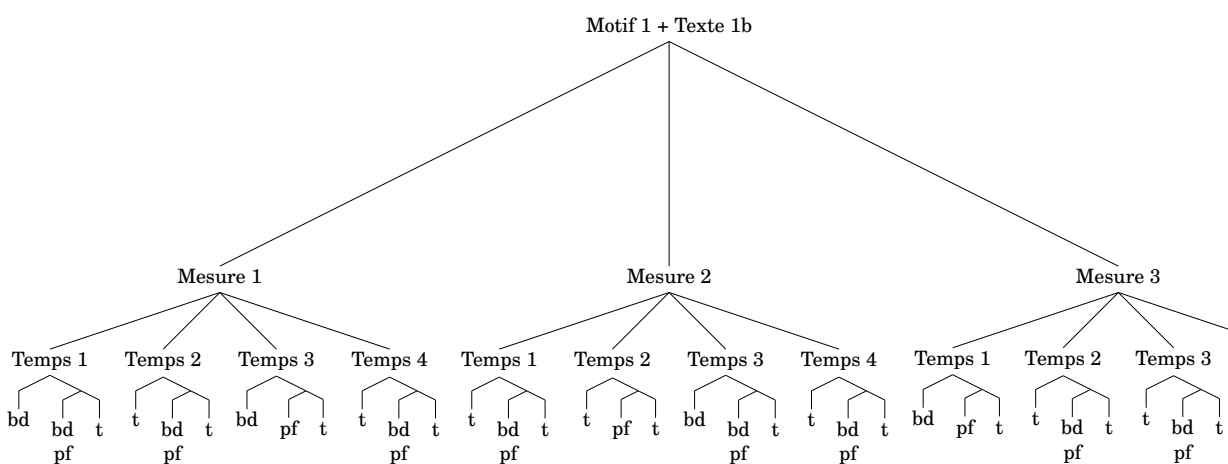 Motif 1 + Texte 1b
Mesure 1 Mesure 2 Mesure 3
Temps 1 Temps 2 Temps 3 Temps 4 Temps 1 Temps 2 Temps 3 Temps 4 Temps 1 Temps 2 Temps 3
bd bd t t bd t bd pf t t bd t t bd t t pf t bd bd t t bd t bd pf t t bd t t bd t
pf pf pf pf pf pf pf pf